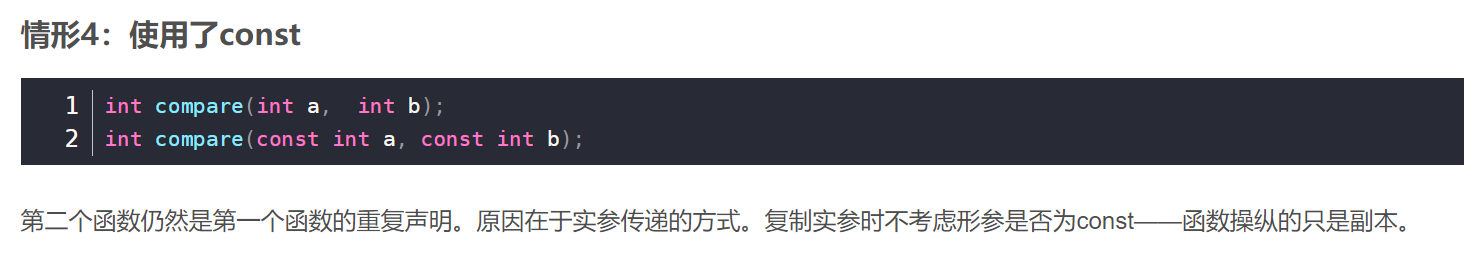 情形4：使用了const
1 int compare(int a,  int b);
2 int compare(const int a, const int b);
第二个函数仍然是第一个函数的重复声明。原因在于实参传递的方式。复制实参时不考虑形参是否为const——函数操纵的只是副本。